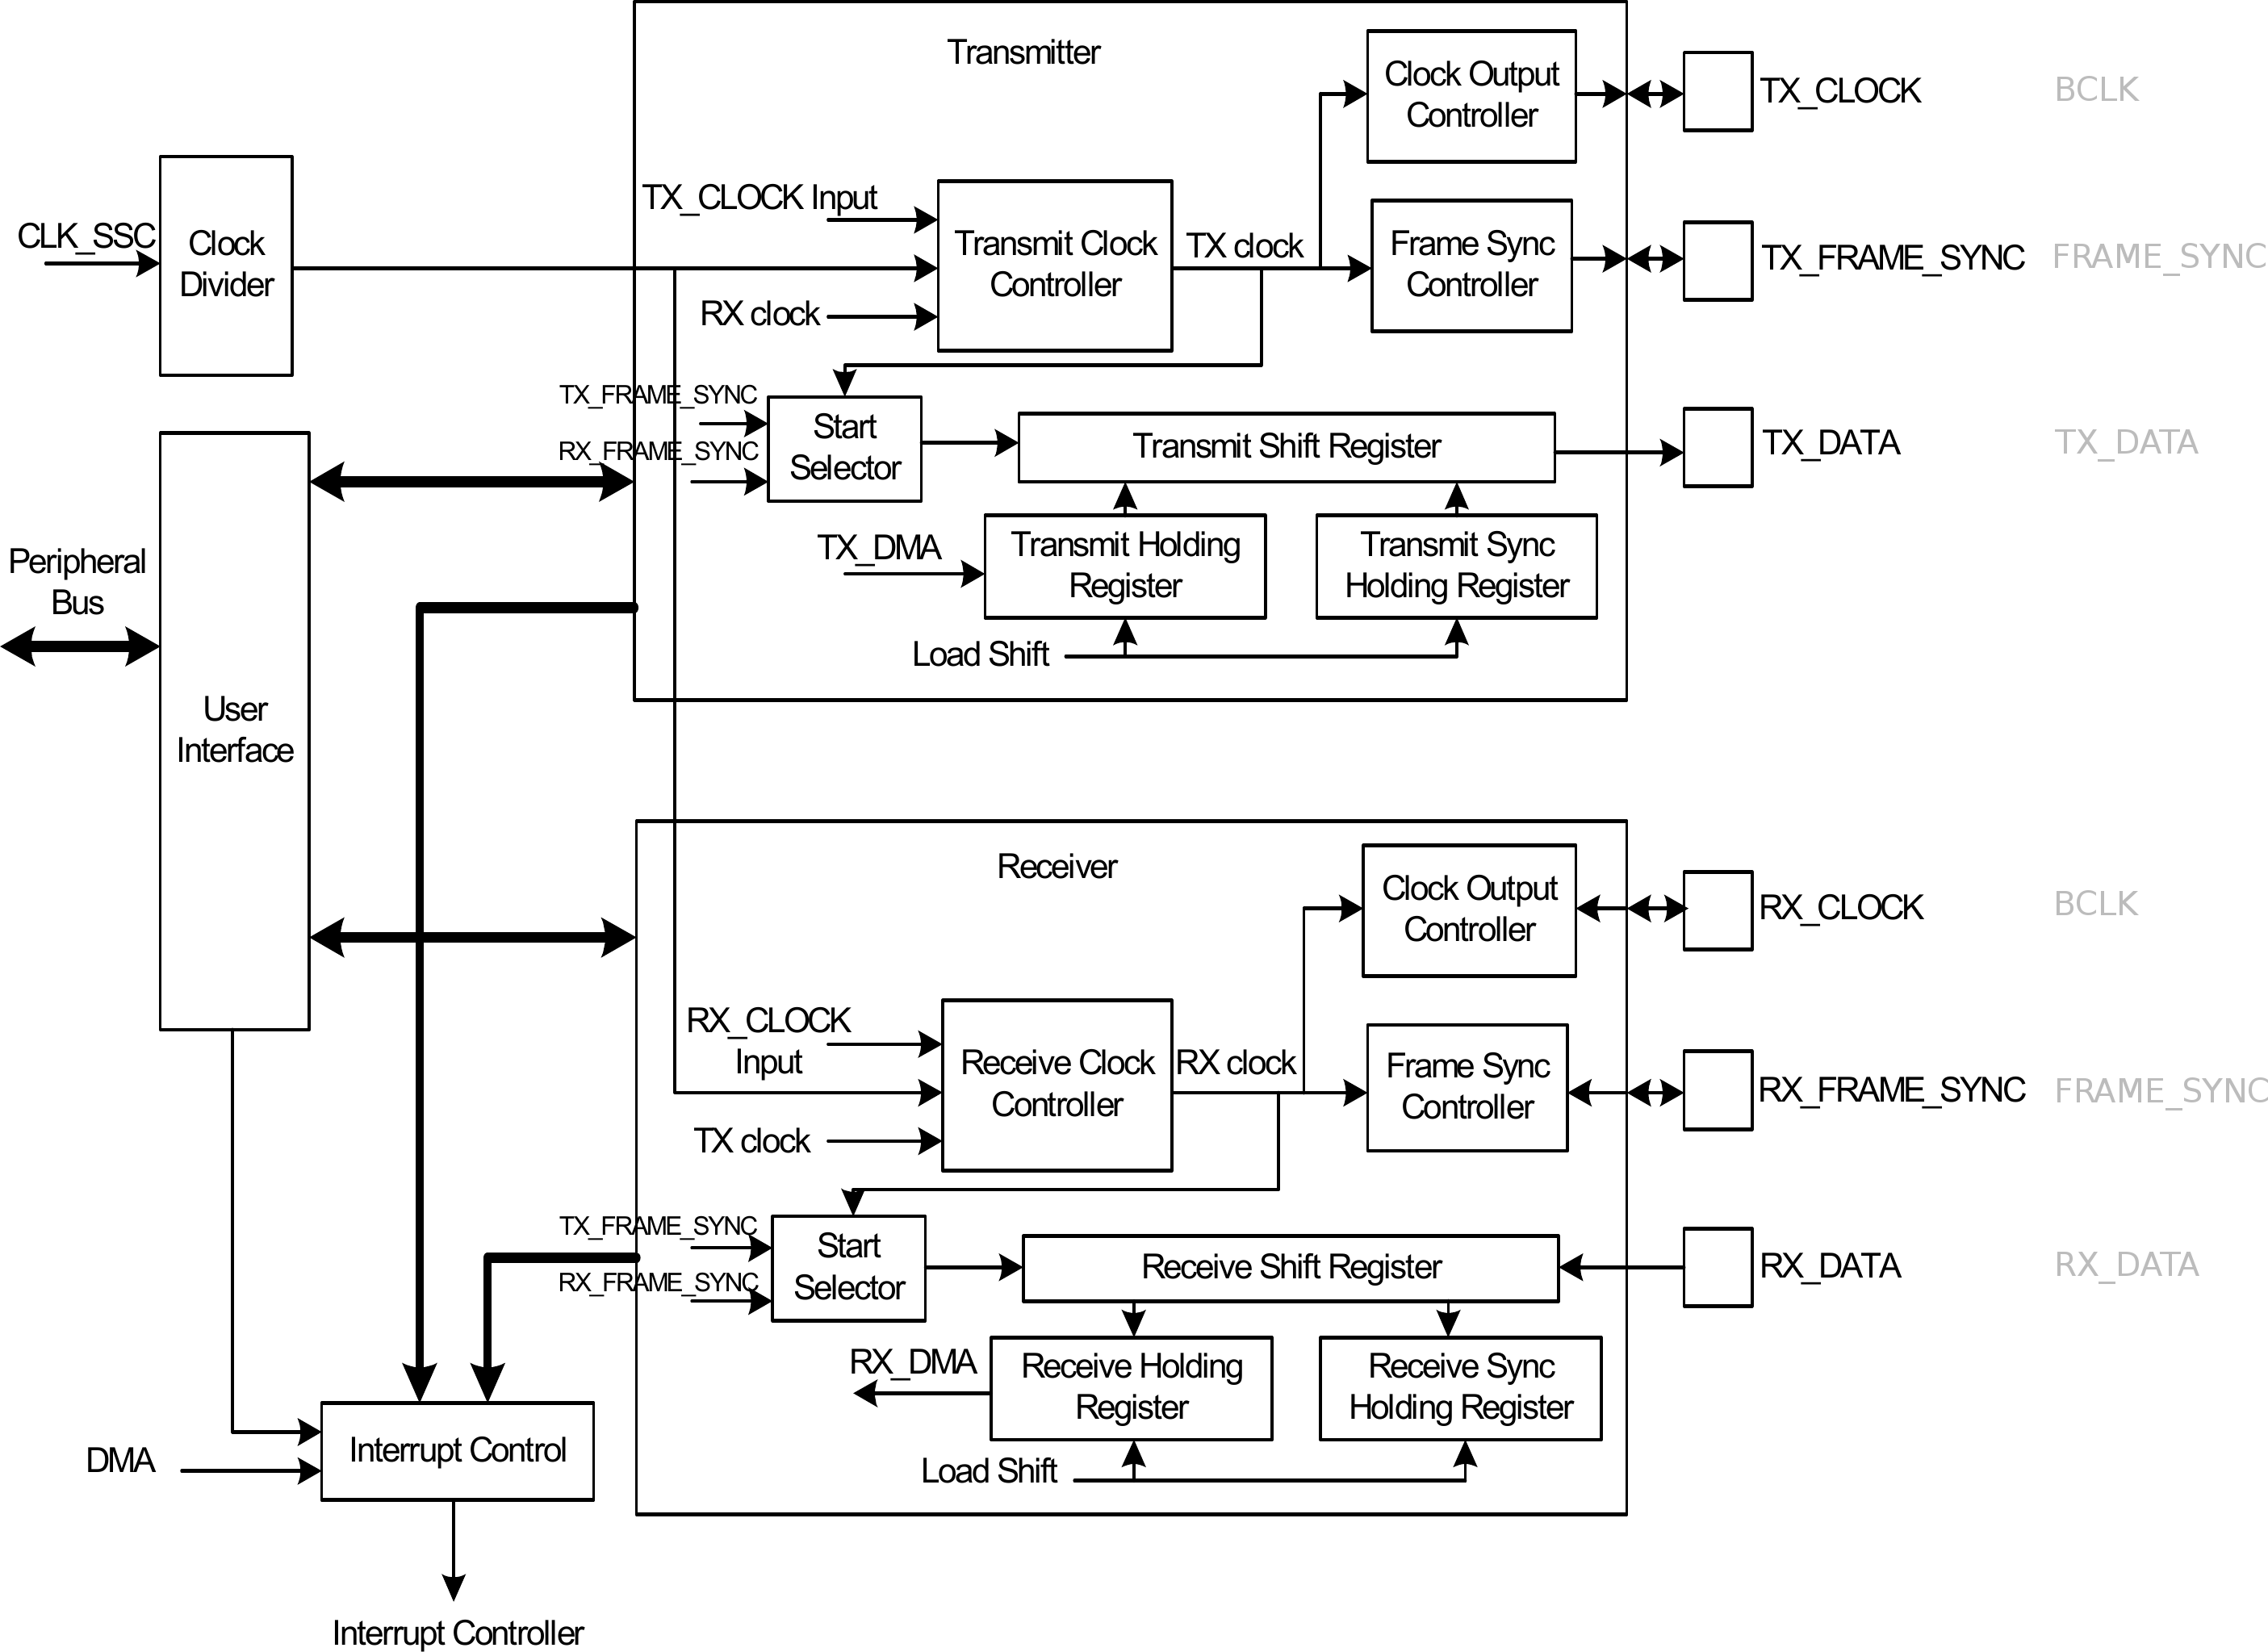 Transmitter
Clock Output
Controller
TX_CLOCK
BCLK
CLK_SSC
Clock
Divider
TX_CLOCK Input
Transmit Clock
Controller
RX clock
TX clock
Frame Sync
Controller
TX_FRAME_SYNC
FRAME_SYNC
TX_FRAME_SYNC
RX_FRAME_SYNC
Start
Selector
Transmit Shift Register
TX_DATA
TX_DATA
TX_DMA
Transmit Holding
Register
Transmit Sync
Holding Register
Load Shift
Peripheral
Bus
User
Interface
Receiver
Clock Output
Controller
RX_CLOCK
BCLK
RX_CLOCK
Input
Receive Clock
Controller
TX clock
RX clock
Frame Sync
Controller
RX_FRAME_SYNC
FRAME_SYNC
TX_FRAME_SYNC
RX_FRAME_SYNC
Start
Selector
Receive Shift Register
RX_DATA
RX_DATA
RX_DMA
Receive Holding
Register
Receive Sync
Holding Register
Load Shift
DMA
Interrupt Control
Interrupt Controller